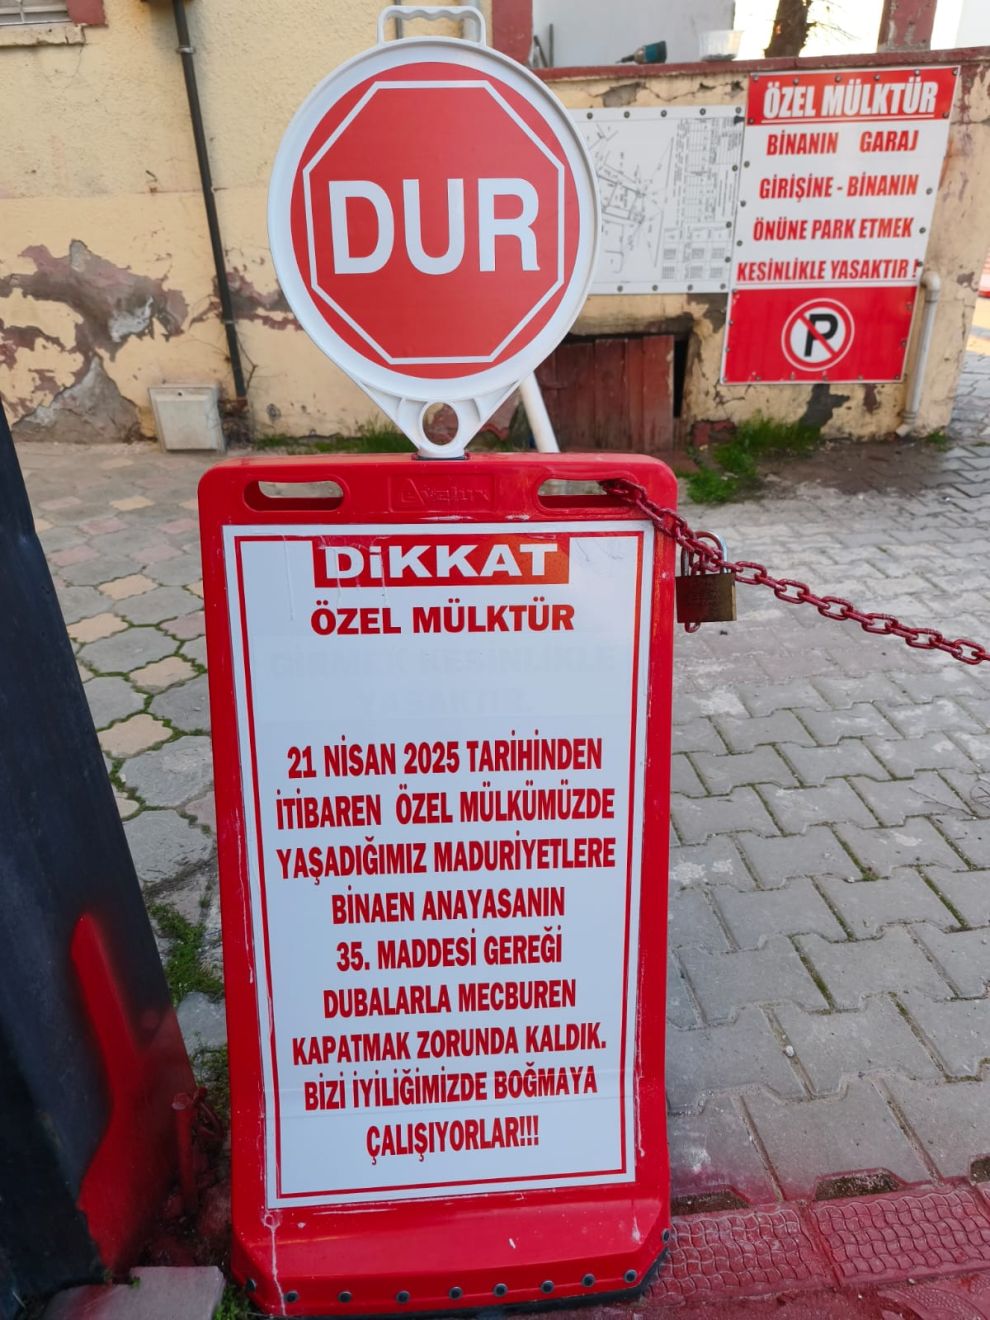 DUR
ÖZEL MÜLKTÜR
BİNANIN GARAJ
GİRİŞİNE - BİNANIN
ÖNÜNE PARK ETMEK
KESİNLİKLE YASAKTIR !
P
DiKKAT
ÖZEL MÜLKTÜR
21 NİSAN 2025 TARİHİNDEN
İTİBAREN ÖZEL MÜLKÜMÜZDE
YAŞADIĞIMIZ MADURİYETLERE
BİNAEN ANAYASANIN
35. MADDESİ GEREĞİ
DUBALARLA MECBUREN
KAPATMAK ZORUNDA KALDIK.
BİZİ İYİLİĞİMİZDE BOĞMAYA
ÇALIŞIYORLAR!!!